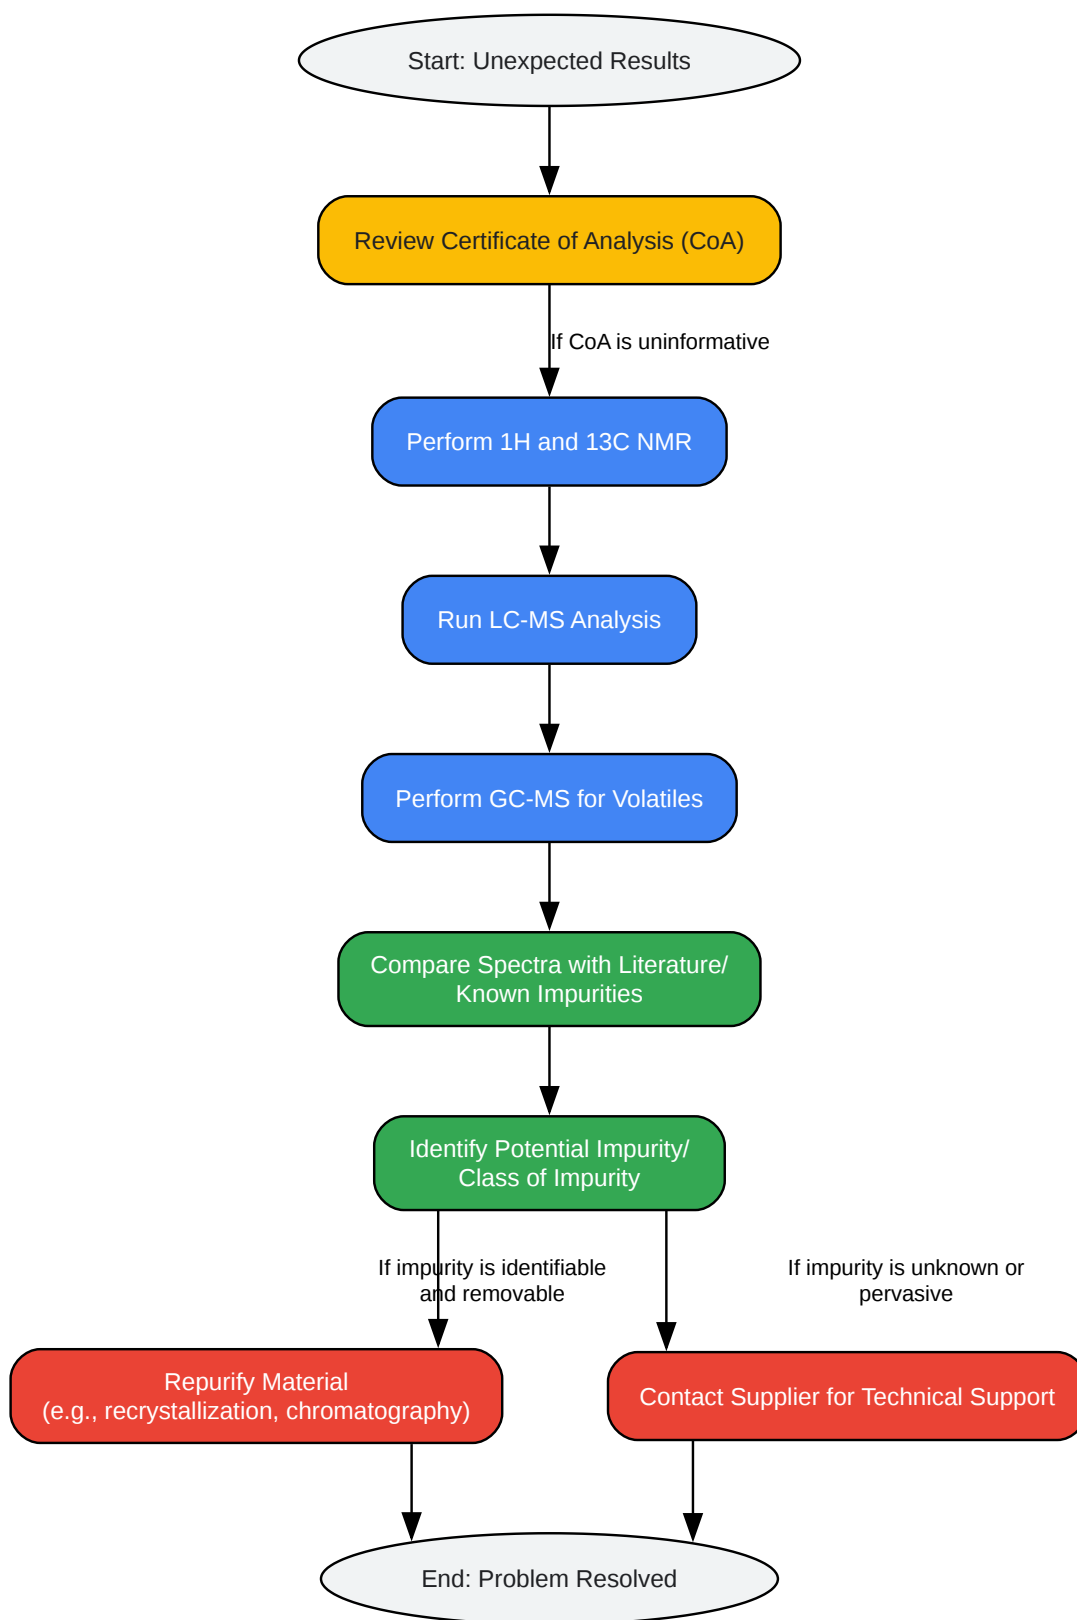 Start: Unexpected Results
Review Certificate of Analysis (CoA)
If CoA is uninformative
Perform 1H and 13C NMR
Run LC-MS Analysis
Perform GC-MS for Volatiles
Compare Spectra with Literature/
Known Impurities
Identify Potential Impurity/
Class of Impurity
If impurity is identifiable
and removable
If impurity is unknown or
pervasive
Repurify Material
(e.g., recrystallization, chromatography)
Contact Supplier for Technical Support
End: Problem Resolved